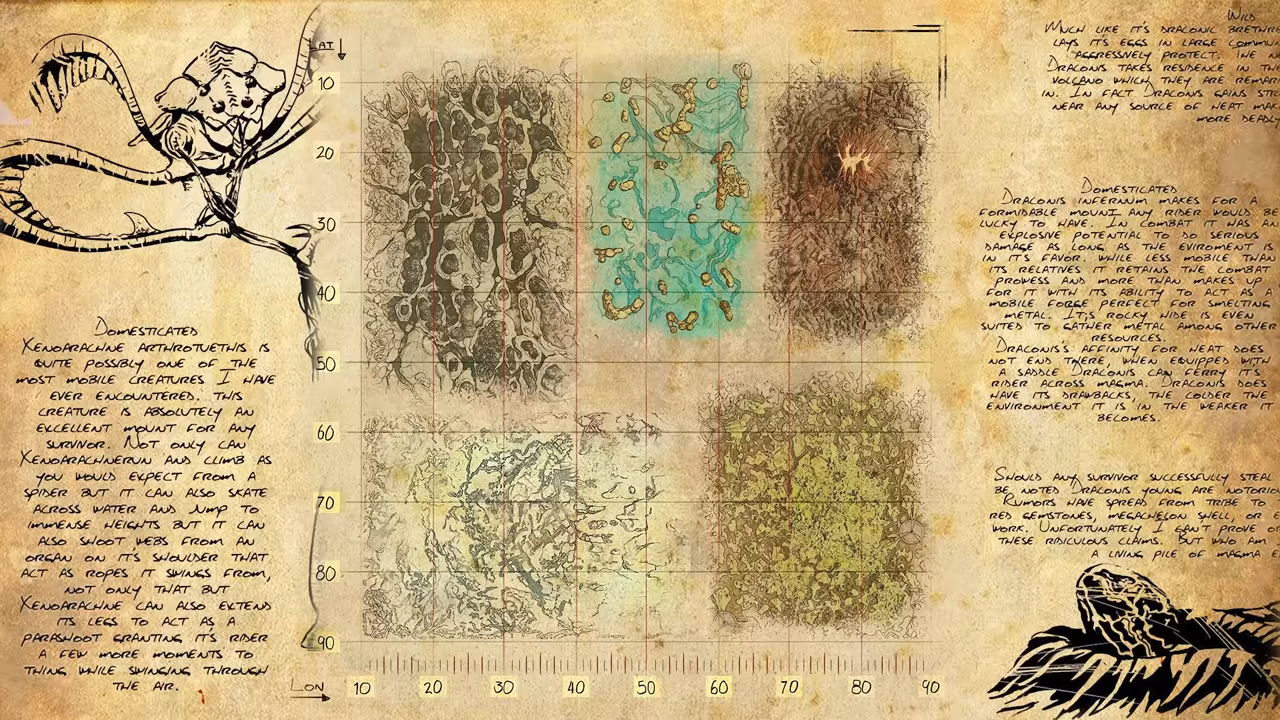 LAT
10
20
30
40
50
60
70
80
90
LON
10 20 30 40 50 60 70 80 90
DOMESTICATED
XENOARACHNE ARTHROTUETHIS IS
QUITE POSSIBLY ONE OF THE
MOST MOBILE CREATURES I HAVE
EVER ENCOUNTERED. THIS
CREATURE IS ABSOLUTELY AN
EXCELLENT MOUNT FOR ANY
SURVIVOR. NOT ONLY CAN
XENOARACHNERUN AND CLIMB AS
YOU WOULD EXPECT FROM A
SPIDER BUT IT CAN ALSO SKATE
ACROSS WATER AND JUMP TO
IMMENSE HEIGHTS BUT IT CAN
ALSO SHOOT WEBS FROM AN
ORGAN ON IT'S SHOULDER THAT
ACT AS ROPES IT SWINGS FROM,
NOT ONLY THAT BUT
XENOARACHNE CAN ALSO EXTEND
ITS LEGS TO ACT AS A
PARASHOOT GRANTING IT'S RIDER
A FEW MORE MOMENTS TO
THING WHILE SWINGING THROUGH
THE AIR.
WILD
MUCH LIKE IT'S DRACONIC BRETHRE
LAYS IT'S EGGS IN LARGE COMMU
AGGRESSIVELY PROTECT. THE N
DRACONIS TAKES RESIDENCE IN THE
VOLCANO WHICH THEY ARE REMAR
IN. IN FACT DRACONIS GAINS STR
NEAR ANY SOURCE OF HEAT MAK
MORE DEADL
DOMESTICATED
DRACONIS INFERNUM MAKES FOR A
FORMIDABLE MOUNT ANY RIDER WOULD BE
LUCKY TO HAVE. IN COMBAT IT HAS AN
EXPLOSIVE POTENTIAL TO DO SERIOUS
DAMAGE AS LONG AS THE EVIROMENT IS
IN IT'S FAVOR. WHILE LESS MOBILE THAN
ITS RELATIVES IT RETAINS THE COMBAT
PROWESS AND MORE THAN MAKES UP
FOR IT WITH ITS ABILITY TO ACT AS A
MOBILE FORGE PERFECT FOR SMELTING
METAL. IT;S ROCKY HIDE IS EVEN
SUITED TO GATHER METAL AMONG OTHER
RESOURCES.
DRACONIS'S AFFINITY FOR HEAT DOES
NOT END THERE, WHEN EQUIPPED WITH
A SADDLE DRACONIS CAN FERRY IT'S
RIDER ACROSS MAGMA. DRACONIS DOES
HAVE ITS DRAWBACKS, THE COLDER THE
ENVIRONMENT IT IS IN THE WEAKER IT
BECOMES.
SHOULD ANY SURVIVOR SUCCESSFULLY STEAL
BE NOTED DRACONIS YOUNG ARE NOTORIO
RUMORS HAVE SPREAD FROM TRIBE TO
RED GEMSTONES, MEGACHELON SHELL, OR
WORK. UNFORTUNATELY I CAN'T PROVE O
THESE RIDICULOUS CLAIMS. BUT WHO AM
A LIVING PILE OF MAGMA E